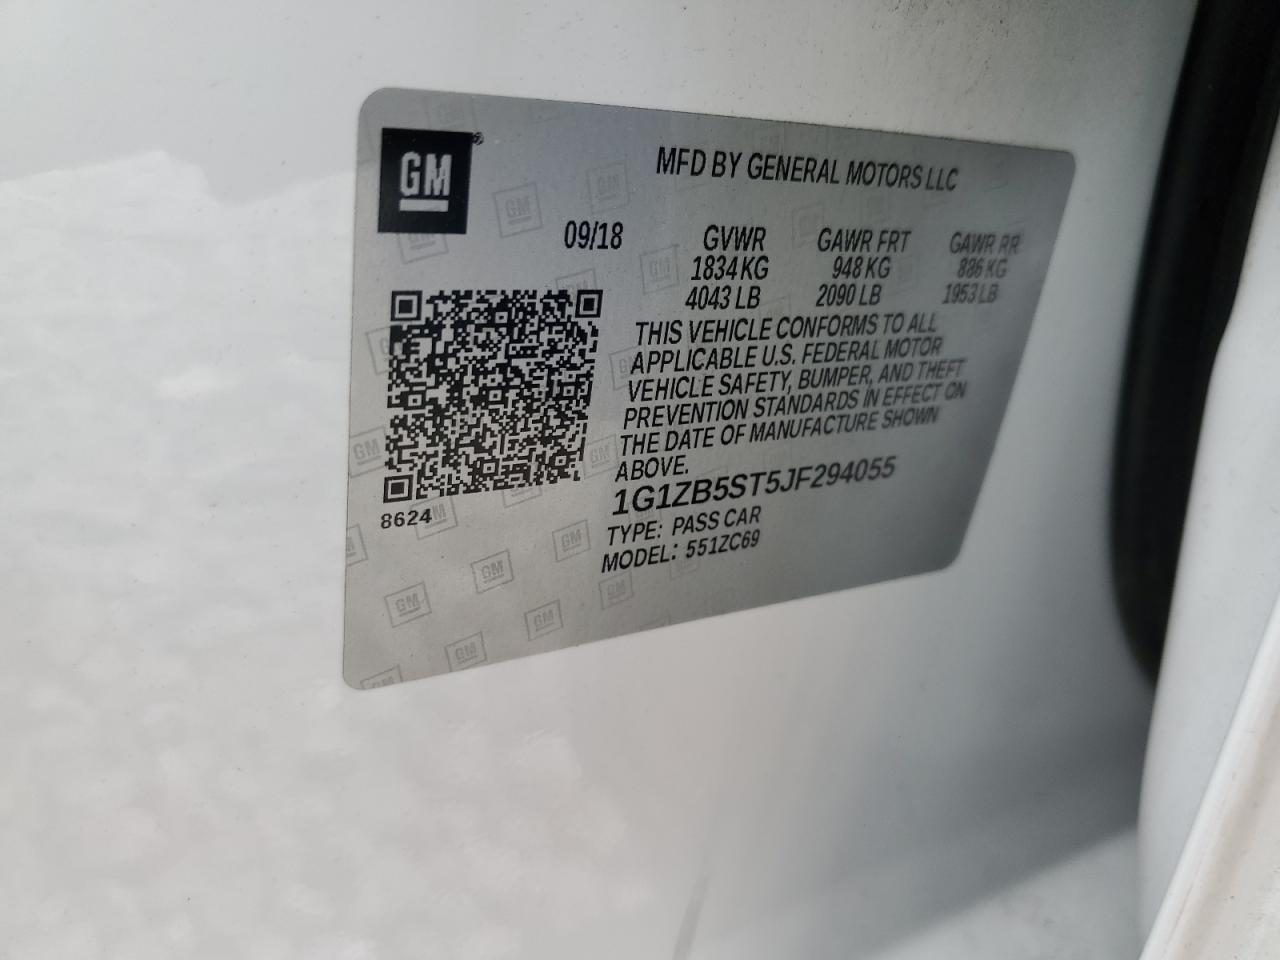 GM
MFD BY GENERAL MOTORS LLC
09/18
GVWR GAWR FRT GAWR RR
1834 KG 948 KG 886 KG
4043 LB 2090 LB 1953 LB
THIS VEHICLE CONFORMS TO ALL
APPLICABLE U.S. FEDERAL MOTOR
VEHICLE SAFETY, BUMPER, AND THEFT
PREVENTION STANDARDS IN EFFECT ON
THE DATE OF MANUFACTURE SHOWN
ABOVE.
1G1ZB5ST5JF294055
TYPE: PASS CAR
MODEL: 551ZC69
8624